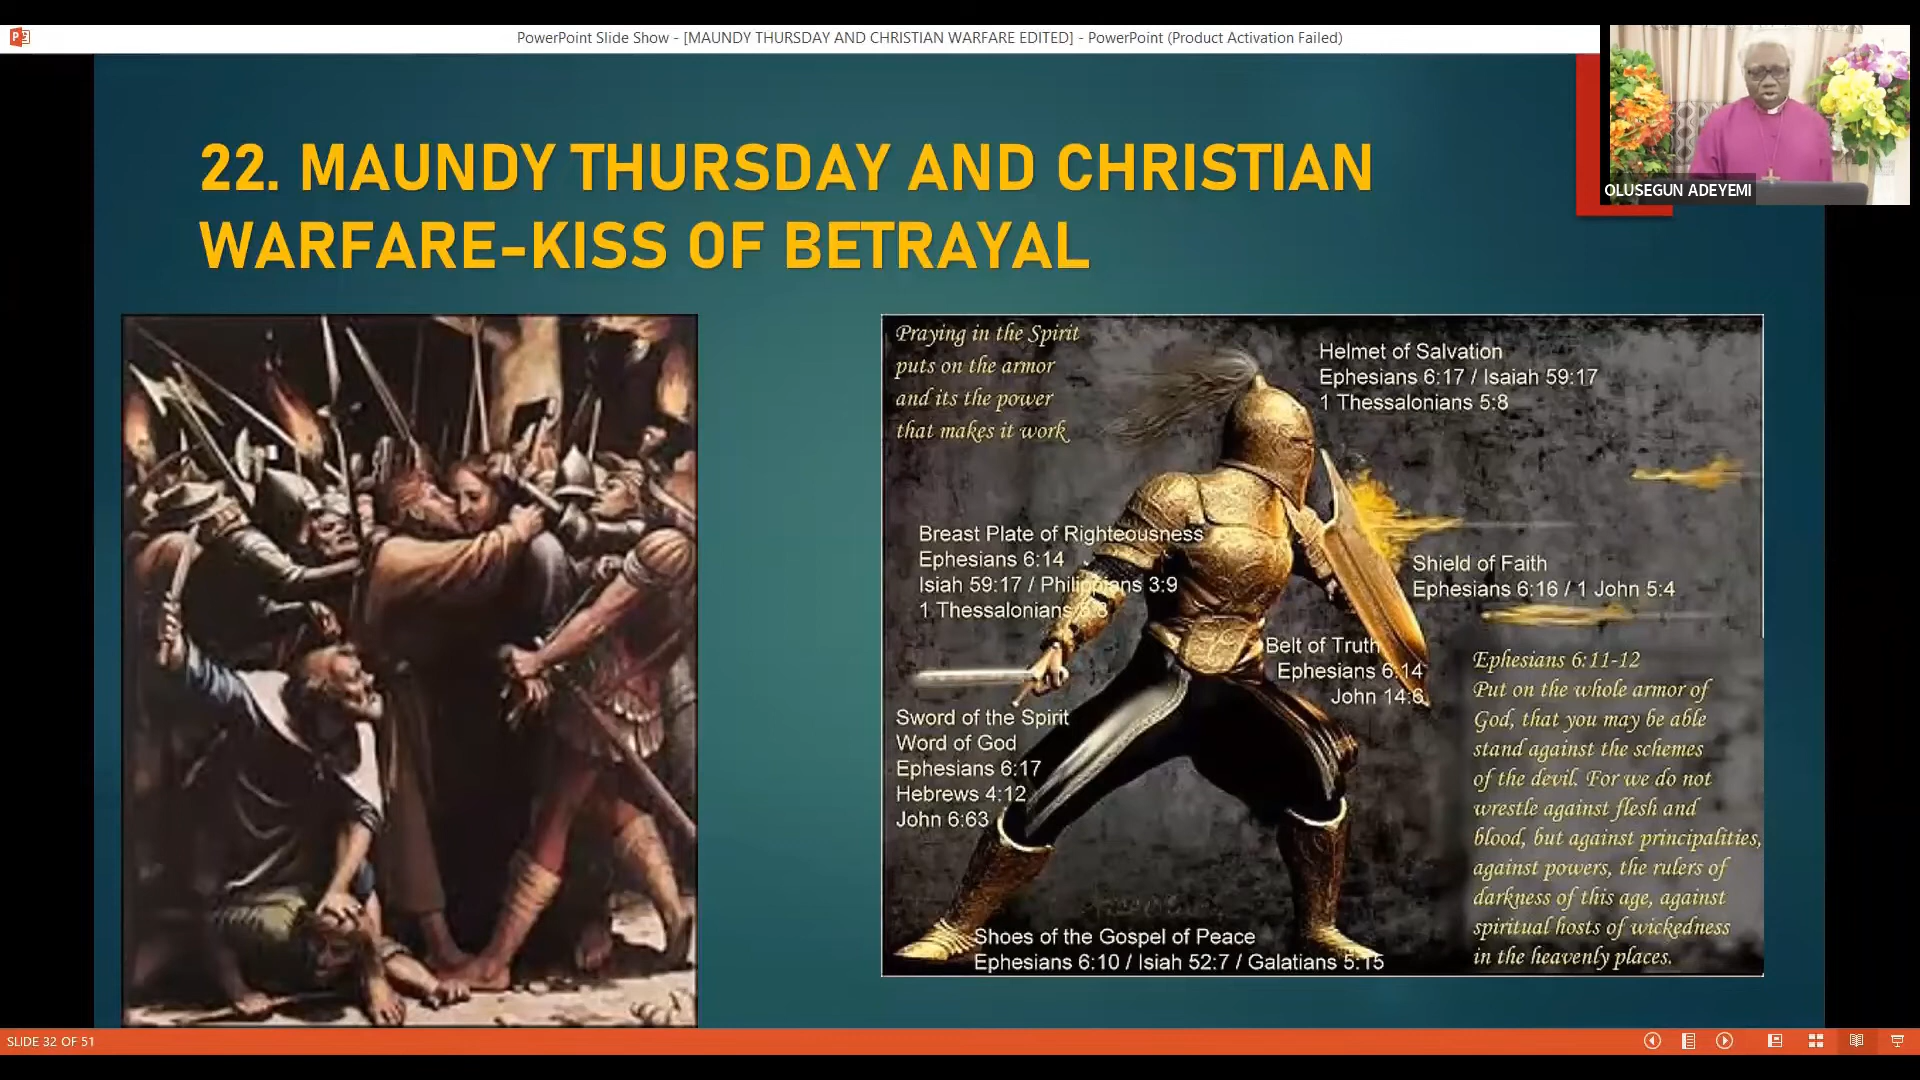 PowerPoint Slide Show - [MAUNDY THURSDAY AND CHRISTIAN WARFARE EDITED] - PowerPoint (Product Activation Failed)
OLUSEGUN ADEYEMI
22. MAUNDY THURSDAY AND CHRISTIAN
WARFARE-KISS OF BETRAYAL
Praying in the Spirit
puts on the armor
and its the power
that makes it work
Helmet of Salvation
Ephesians 6:17 / Isaiah 59:17
1 Thessalonians 5:8
Breast Plate of Righteousness
Ephesians 6:14
Isiah 59:17 / Philippians 3:9
1 Thessalonians 5:8
Shield of Faith
Ephesians 6:16 / 1 John 5:4
Belt of Truth
Ephesians 6:14
John 14:6
Sword of the Spirit
Word of God
Ephesians 6:17
Hebrews 4:12
John 6:63
Ephesians 6:11-12
Put on the whole armor of
God, that you may be able
stand against the schemes
of the devil. For we do not
wrestle against flesh and
blood, but against principalities,
against powers, the rulers of
darkness of this age, against
spiritual hosts of wickedness
in the heavenly places.
Shoes of the Gospel of Peace
Ephesians 6:10 / Isiah 52:7 / Galatians 5:15
SLIDE 32 OF 51